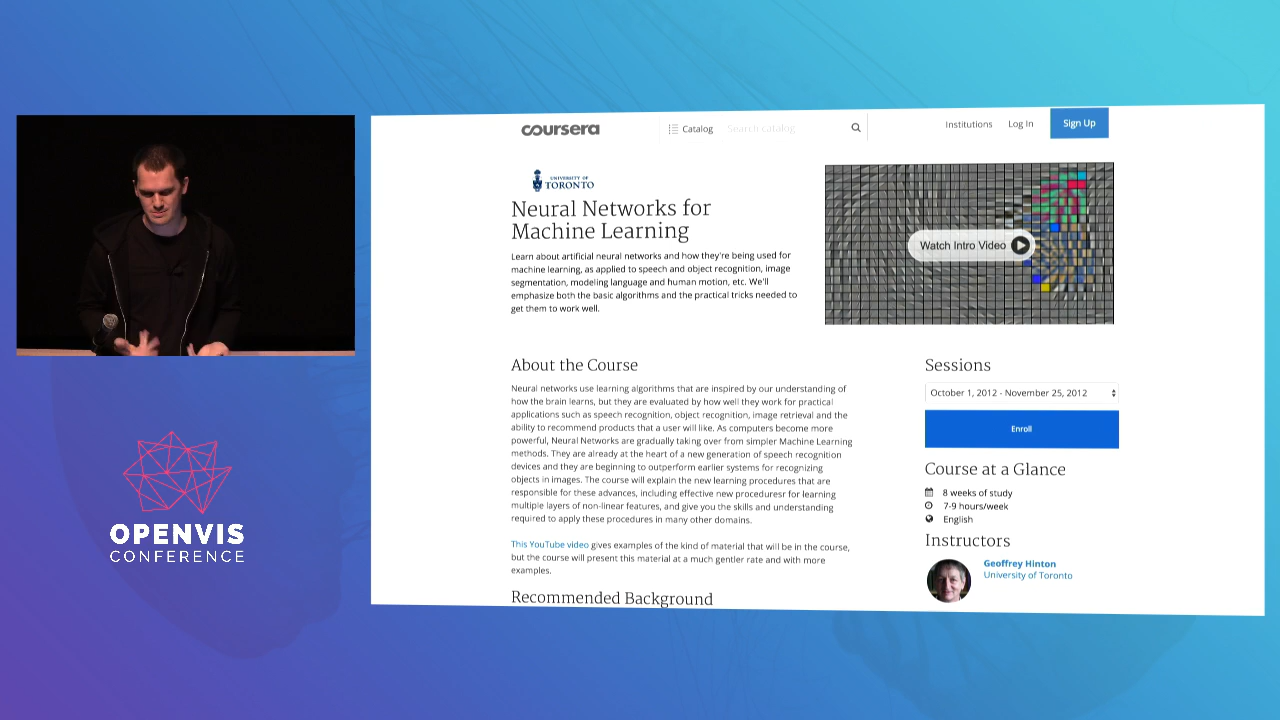 coursera
Catalog
Search catalog
Institutions
Log In
Sign Up
UNIVERSITY OF
TORONTO
Neural Networks for
Machine Learning
Learn about artificial neural networks and how they're being used for
machine learning, as applied to speech and object recognition, image
segmentation, modeling language and human motion, etc. We'll
emphasize both the basic algorithms and the practical tricks needed to
get them to work well.
Watch Intro Video
About the Course
Neural networks use learning algorithms that are inspired by our understanding of
how the brain learns, but they are evaluated by how well they work for practical
applications such as speech recognition, object recognition, image retrieval and the
ability to recommend products that a user will like. As computers become more
powerful, Neural Networks are gradually taking over from simpler Machine Learning
methods. They are already at the heart of a new generation of speech recognition
devices and they are beginning to outperform earlier systems for recognizing
objects in images. The course will explain the new learning procedures that are
responsible for these advances, including effective new proceduresr for learning
multiple layers of non-linear features, and give you the skills and understanding
required to apply these procedures in many other domains.
This YouTube video gives examples of the kind of material that will be in the course,
but the course will present this material at a much gentler rate and with more
examples.
Recommended Background
Sessions
October 1, 2012 - November 25, 2012
Enroll
Course at a Glance
8 weeks of study
7-9 hours/week
English
Instructors
Geoffrey Hinton
University of Toronto
OPENVIS
CONFERENCE